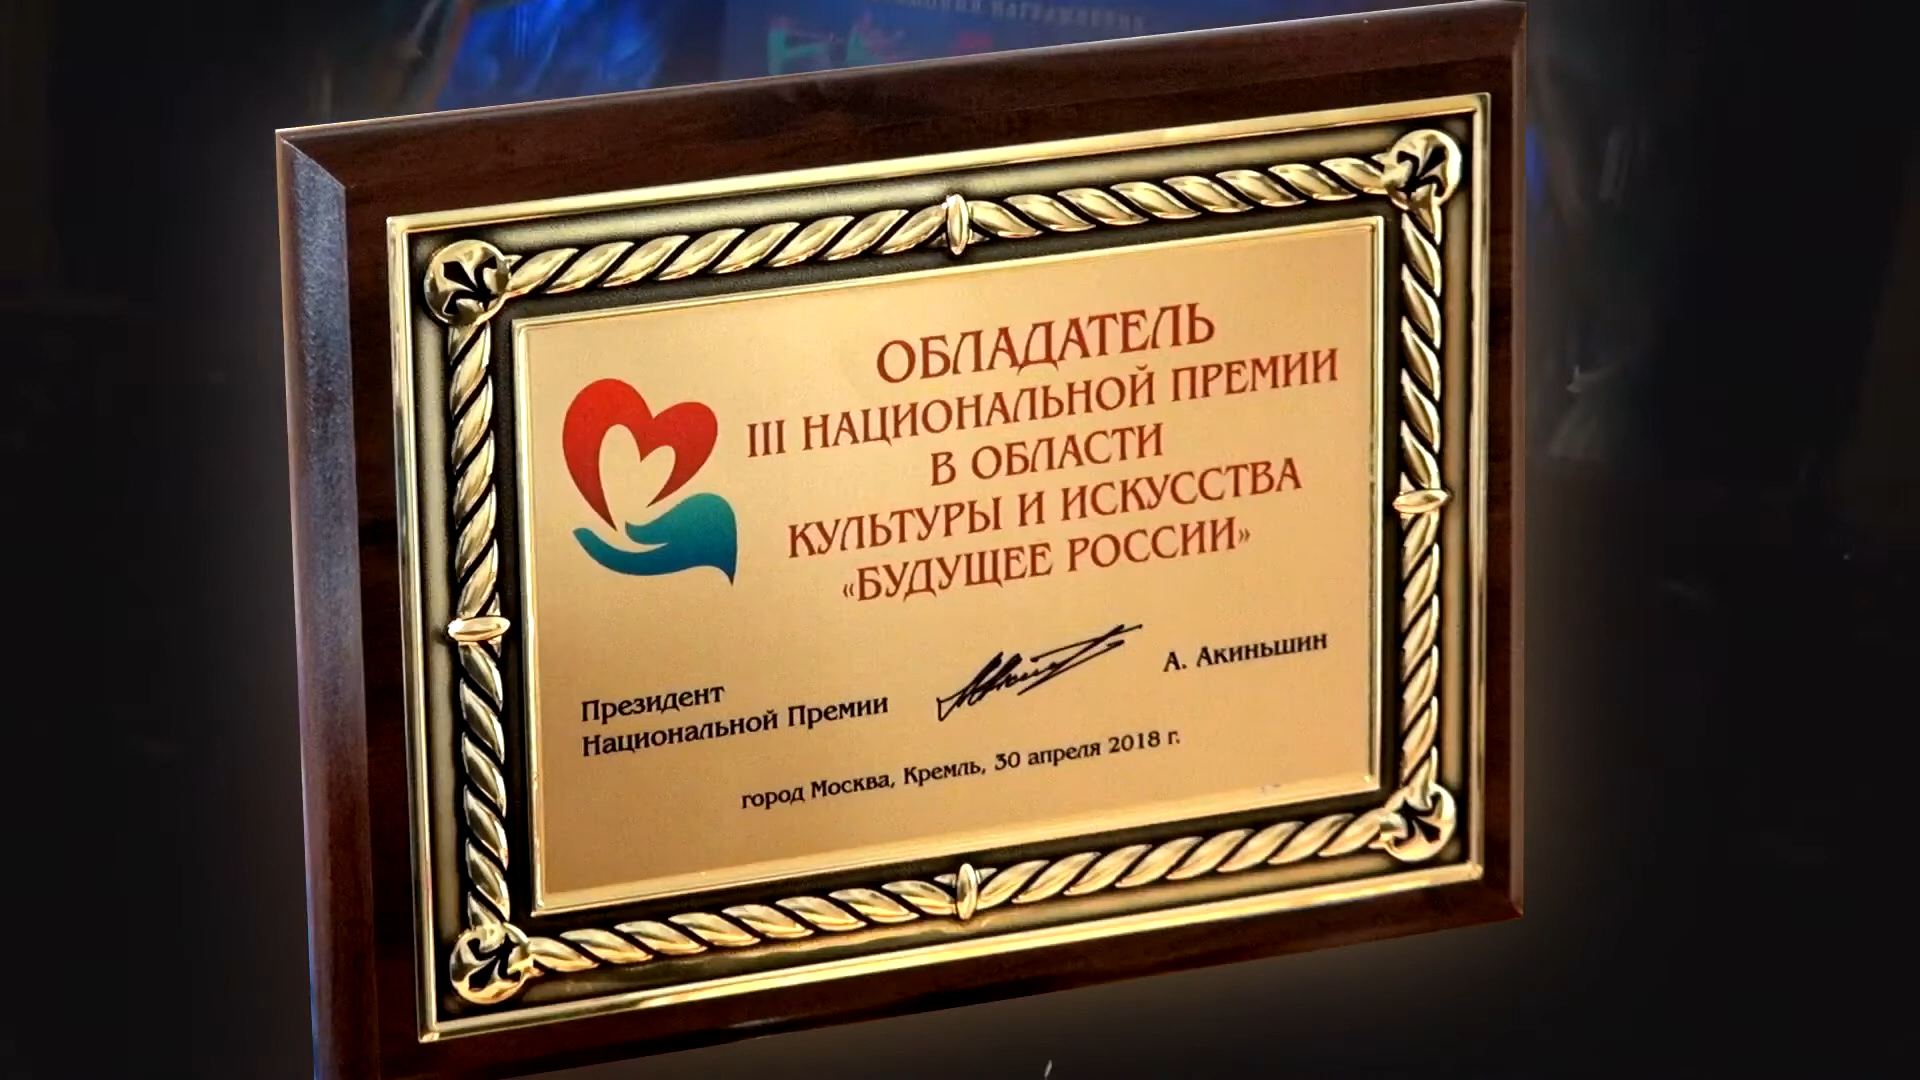 ОБЛАДАТЕЛЬ
III НАЦИОНАЛЬНОЙ ПРЕМИИ
В ОБЛАСТИ
КУЛЬТУРЫ И ИСКУССТВА
«БУДУЩЕЕ РОССИИ»
Президент
Национальной Премии
А. Акиньшин
город Москва, Кремль, 30 апреля 2018 г.